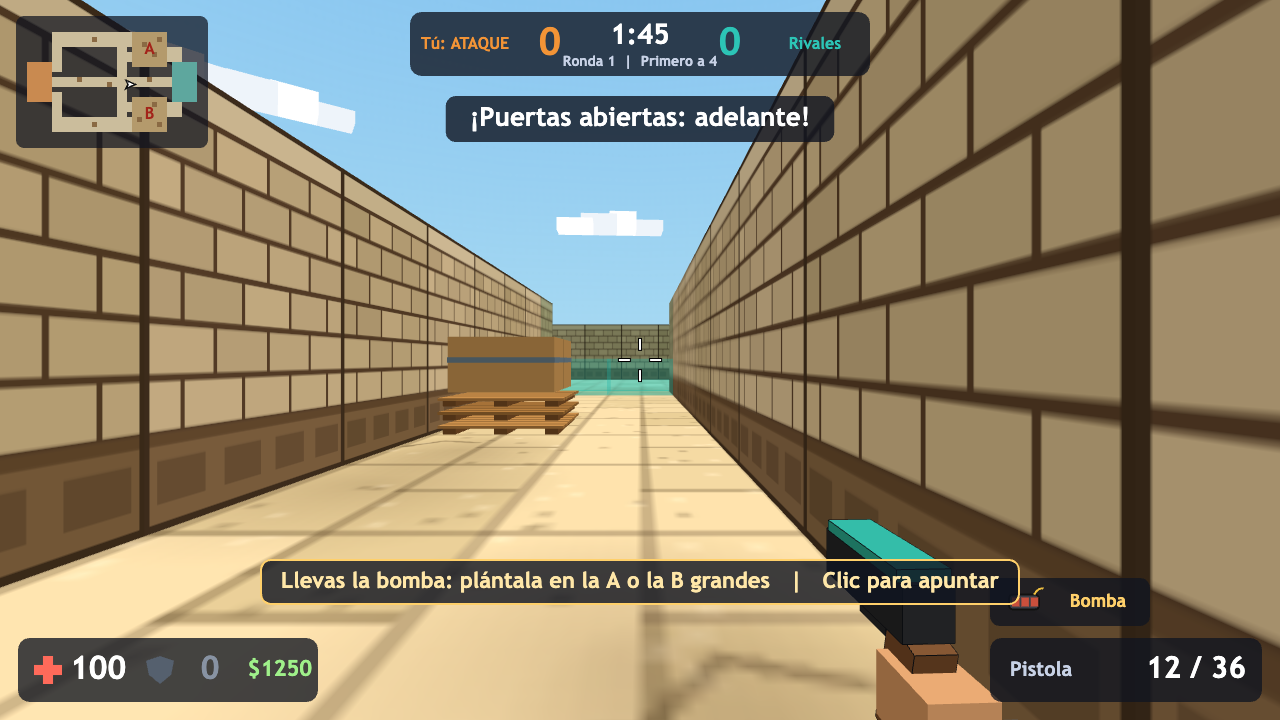 A
B
Tú: ATAQUE 0 1:45 0 Rivales
Ronda 1 | Primero a 4
¡Puertas abiertas: adelante!
Llevas la bomba: plántala en la A o la B grandes | Clic para apuntar
Bomba
100 0 $1250
Pistola 12 / 36